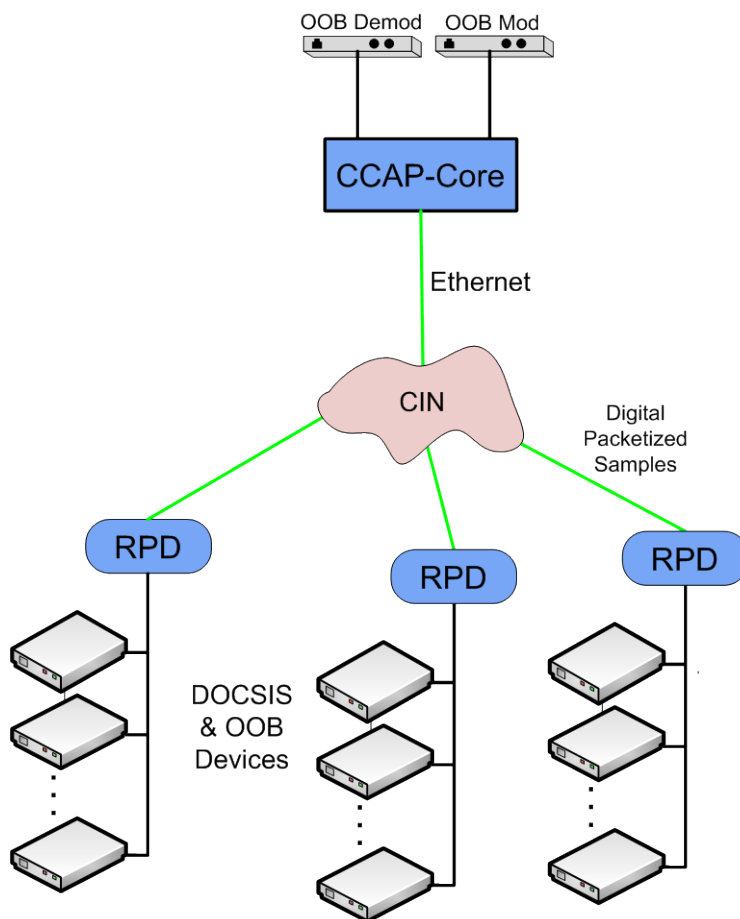 OOB Demod
OOB Mod
CCAP-Core
Ethernet
CIN
Digital
Packetized
Samples
RPD
RPD
RPD
DOCSIS
& OOB
Devices